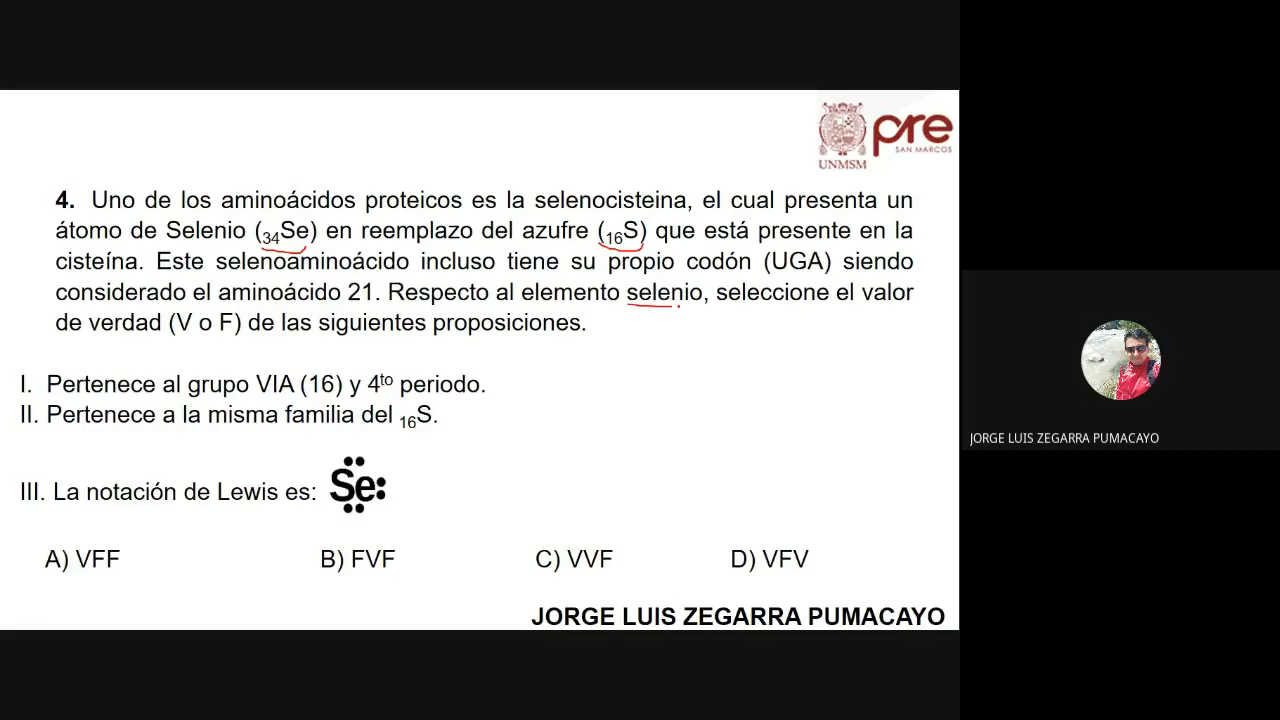 UNMSM
pre
SAN MARCOS
4. Uno de los aminoácidos proteicos es la selenocisteina, el cual presenta un
átomo de Selenio (₃₄Se) en reemplazo del azufre (₁₆S) que está presente en la
cisteína. Este selenoaminoácido incluso tiene su propio codón (UGA) siendo
considerado el aminoácido 21. Respecto al elemento selenio, seleccione el valor
de verdad (V o F) de las siguientes proposiciones.
I. Pertenece al grupo VIA (16) y 4ᵗᵒ periodo.
II. Pertenece a la misma familia del ₁₆S.
III. La notación de Lewis es: Se
A) VFF B) FVF C) VVF D) VFV
JORGE LUIS ZEGARRA PUMACAYO
JORGE LUIS ZEGARRA PUMACAYO